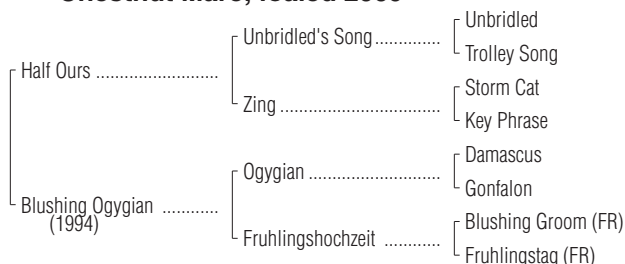 Chestnut Mare, foaled
Unbridled
Unbridled's Song
Trolley Song
Half Ours
Storm Cat
Zing
Key Phrase
Damascus
Ogygian
Gonfalon
Blushing Ogygian
(1994)
Blushing Groom (FR)
Fruhlingshochzeit
Fruhlingstag (FR)